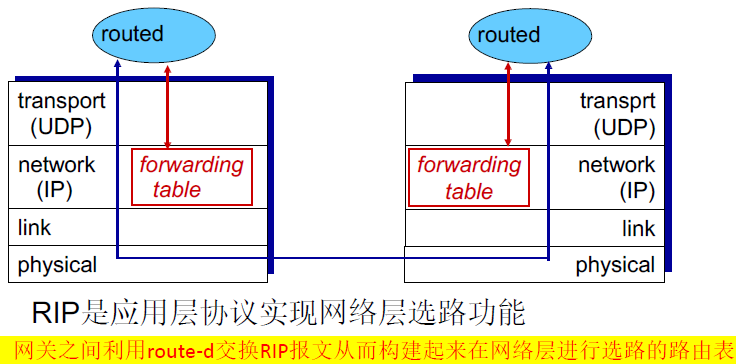 routed
routed
transport
(UDP)
transprt
(UDP)
network
(IP)
forwarding
table
forwarding
table
network
(IP)
link
link
physical
physical
RIP是应用层协议实现网络层选路功能
网关之间利用route-d交换RIP报文从而构建起来在网络层进行选路的路由表